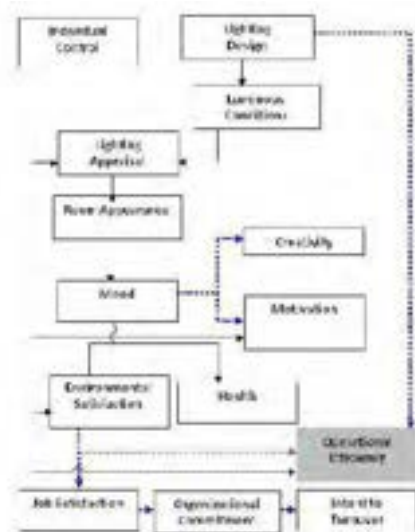 Individual
Control
Lighting
Design
Luminous
Conditions
Lighting
Appraisal
Room Appearance
Creativity
Mood
Motivation
Environmental
Satisfaction
Health
Operational
Efficiency
Job Satisfaction
Organizational
Commitment
Intent to
Turnover